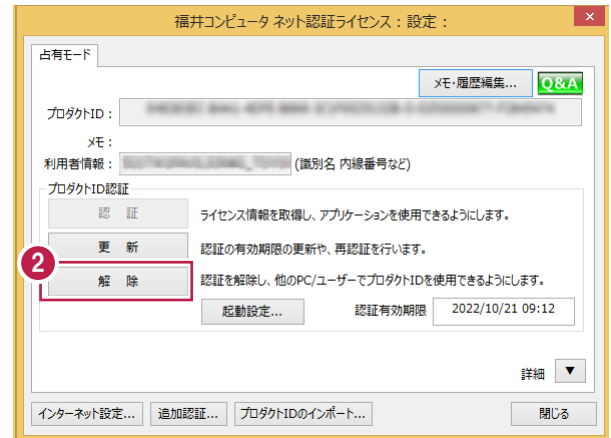 福井コンピュータ ネット認証ライセンス：設定：
×
占有モード
メモ・履歴編集... Q&A
プロダクトID：
メモ：
利用者情報： (識別名 内線番号など)
プロダクトID認証
認 証 ライセンス情報を取得し、アプリケーションを使用できるようにします。
更 新 認証の有効期限の更新や、再認証を行います。
2
解 除 認証を解除し、他のPC/ユーザーでプロダクトIDを使用できるようにします。
起動設定... 認証有効期限 2022/10/21 09:12
詳細 ▼
インターネット設定... 追加認証... プロダクトIDのインポート... 閉じる